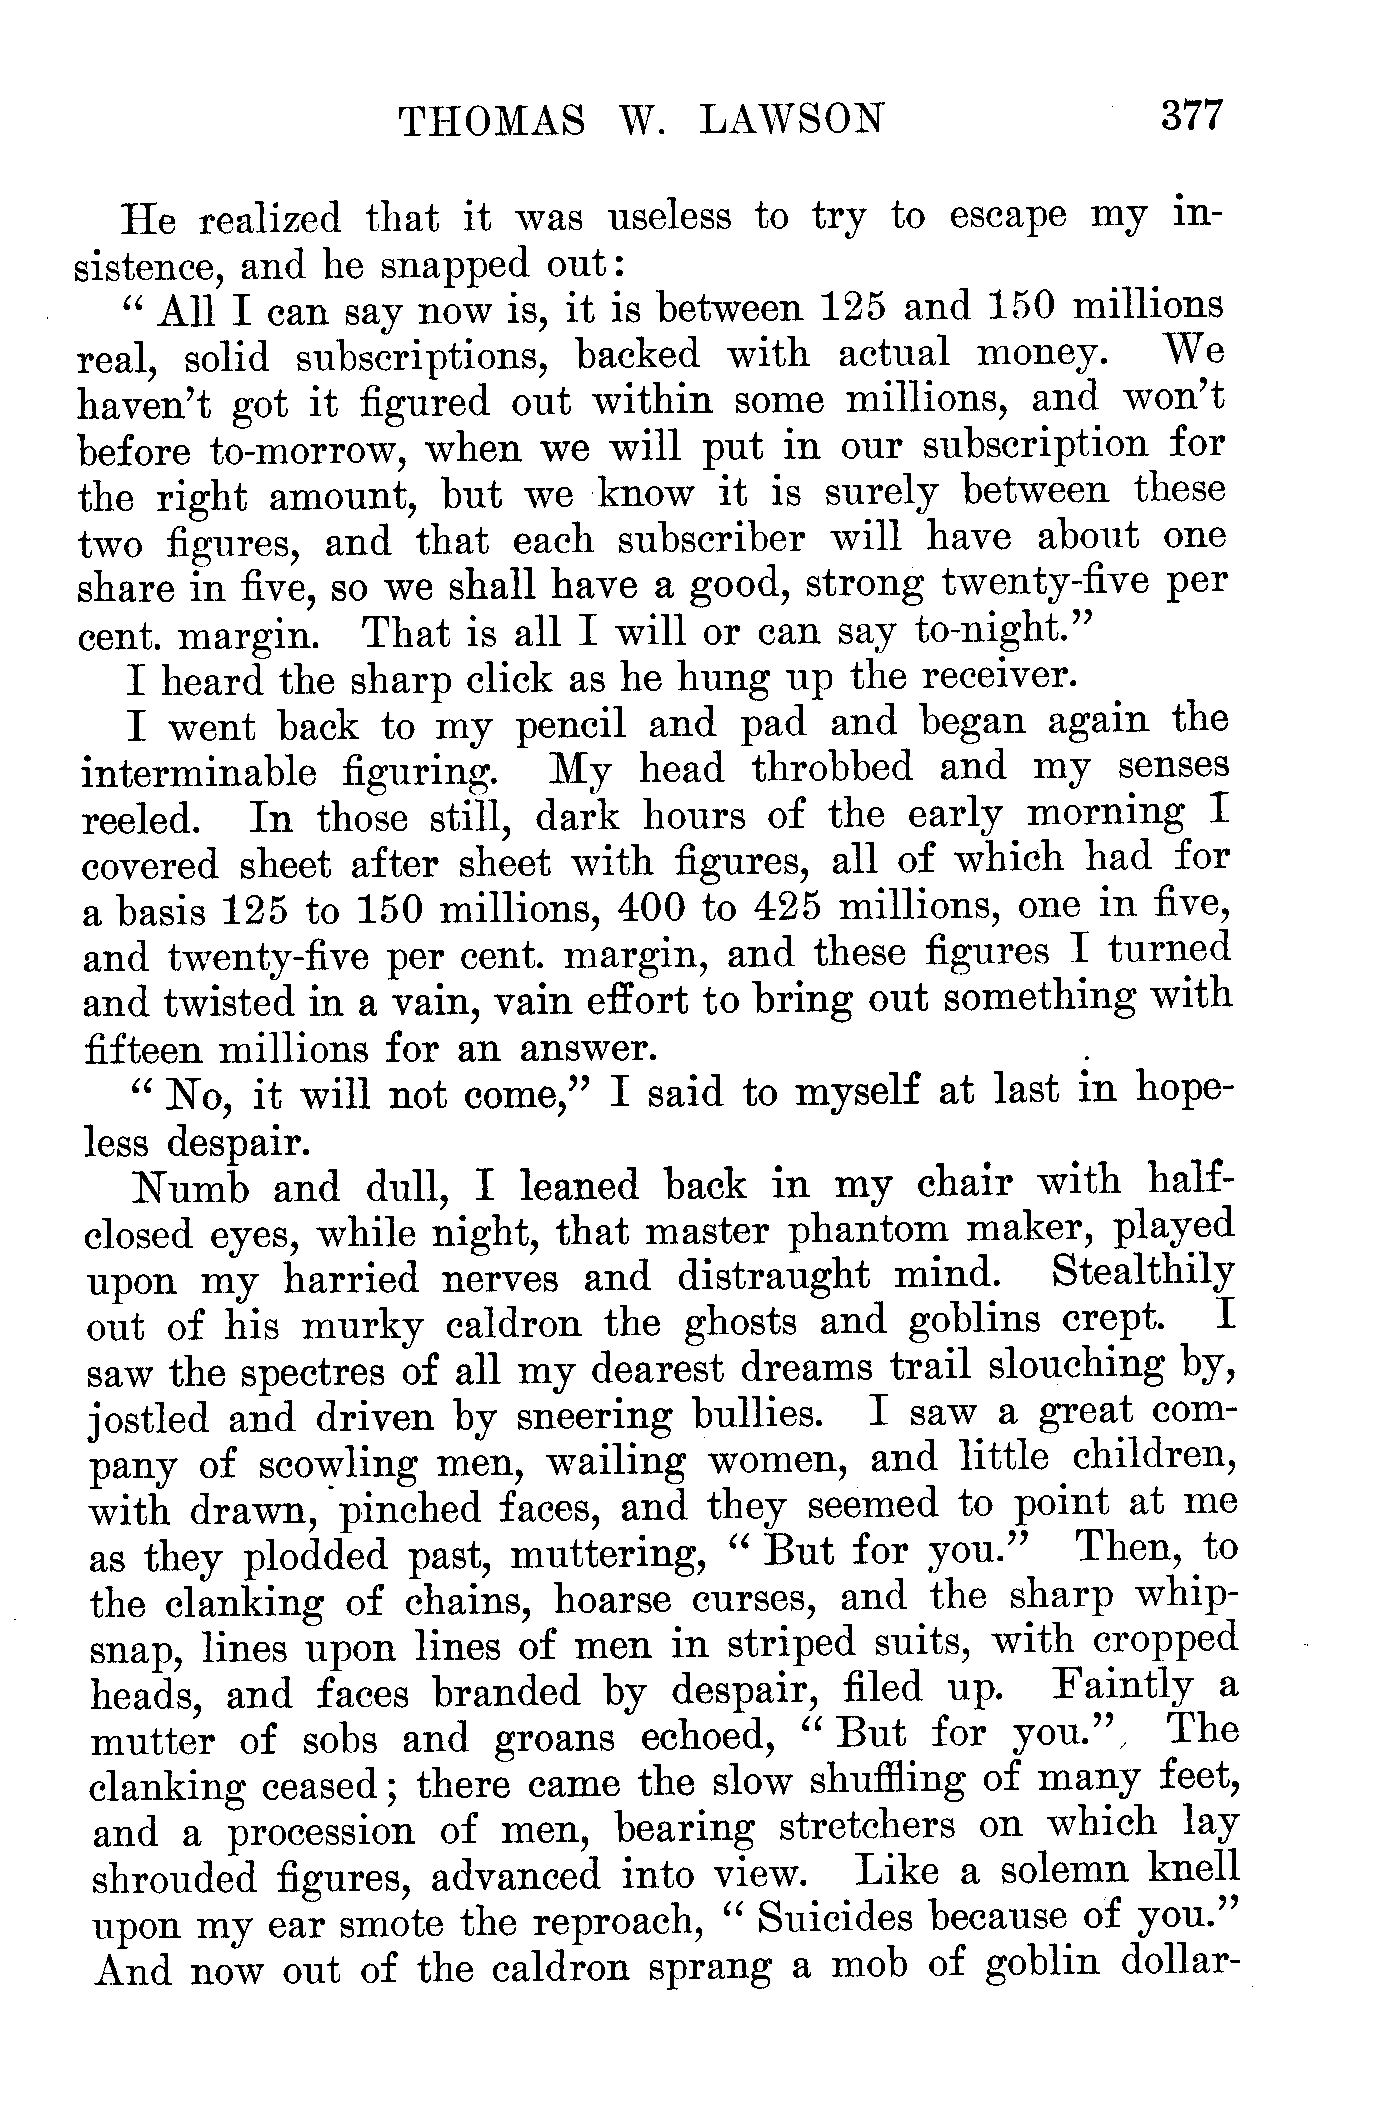 THOMAS W. LAWSON 377
He realized that it was useless to try to escape my in-
sistence, and he snapped out:
“ All I can say now is, it is between 125 and 150 millions
real, solid subscriptions, backed with actual money. We
haven’t got it figured out within some millions, and won’t
before to-morrow, when we will put in our subscription for
the right amount, but we know it is surely between these
two figures, and that each subscriber will have about one
share in five, so we shall have a good, strong twenty-five per
cent. margin. That is all I will or can say to-night.”
I heard the sharp click as he hung up the receiver.
I went back to my pencil and pad and began again the
interminable figuring. My head throbbed and my senses
reeled. In those still, dark hours of the early morning I
covered sheet after sheet with figures, all of which had for
a basis 125 to 150 millions, 400 to 425 millions, one in five,
and twenty-five per cent. margin, and these figures I turned
and twisted in a vain, vain effort to bring out something with
fifteen millions for an answer.
“ No, it will not come,” I said to myself at last in hope-
less despair.
Numb and dull, I leaned back in my chair with half-
closed eyes, while night, that master phantom maker, played
upon my harried nerves and distraught mind. Stealthily
out of his murky caldron the ghosts and goblins crept. I
saw the spectres of all my dearest dreams trail slouching by,
jostled and driven by sneering bullies. I saw a great com-
pany of scowling men, wailing women, and little children,
with drawn, pinched faces, and they seemed to point at me
as they plodded past, muttering, “ But for you.” Then, to
the clanking of chains, hoarse curses, and the sharp whip-
snap, lines upon lines of men in striped suits, with cropped
heads, and faces branded by despair, filed up. Faintly a
mutter of sobs and groans echoed, “ But for you.” The
clanking ceased; there came the slow shuffling of many feet,
and a procession of men, bearing stretchers on which lay
shrouded figures, advanced into view. Like a solemn knell
upon my ear smote the reproach, “ Suicides because of you.”
And now out of the caldron sprang a mob of goblin dollar-